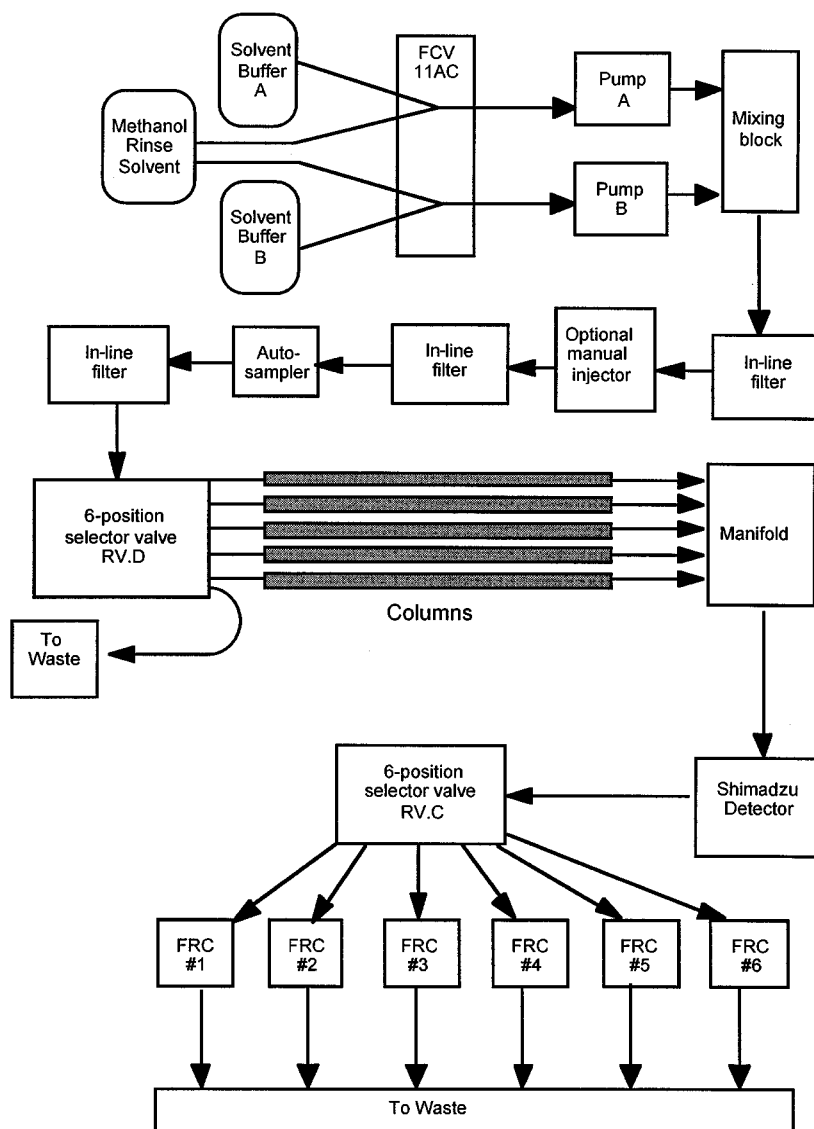 Solvent
Buffer
A
FCV
11AC
Pump
A
Mixing
block
Methanol
Rinse
Solvent
Solvent
Buffer
B
Pump
B
In-line
filter
Auto-
sampler
In-line
filter
Optional
manual
injector
In-line
filter
6-position
selector valve
RV.D
Manifold
Columns
To
Waste
6-position
selector valve
RV.C
Shimadzu
Detector
FRC
#1
FRC
#2
FRC
#3
FRC
#4
FRC
#5
FRC
#6
To Waste